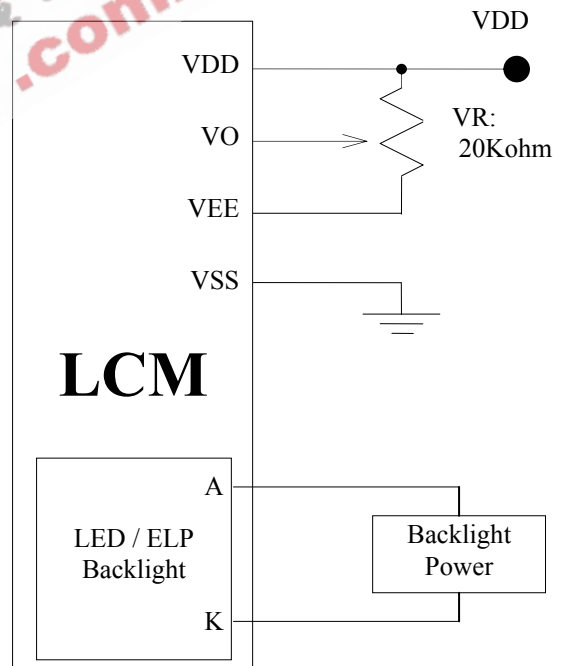 .com
VDD
VDD
VO
VR:
20Kohm
VEE
VSS
LCM
A
LED / ELP
Backlight
Backlight
Power
K